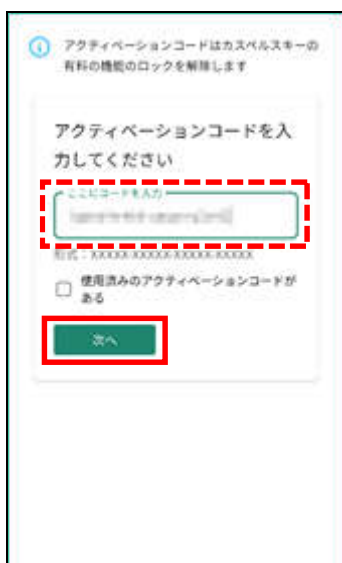 アクティベーションコードはカスペルスキーの
有料の機能のロックを解除します
アクティベーションコードを入
力してください
ここにコードを入力
形式：XXXXX-XXXXX-XXXXX-XXXXX
使用済みのアクティベーションコードが
ある
次へ